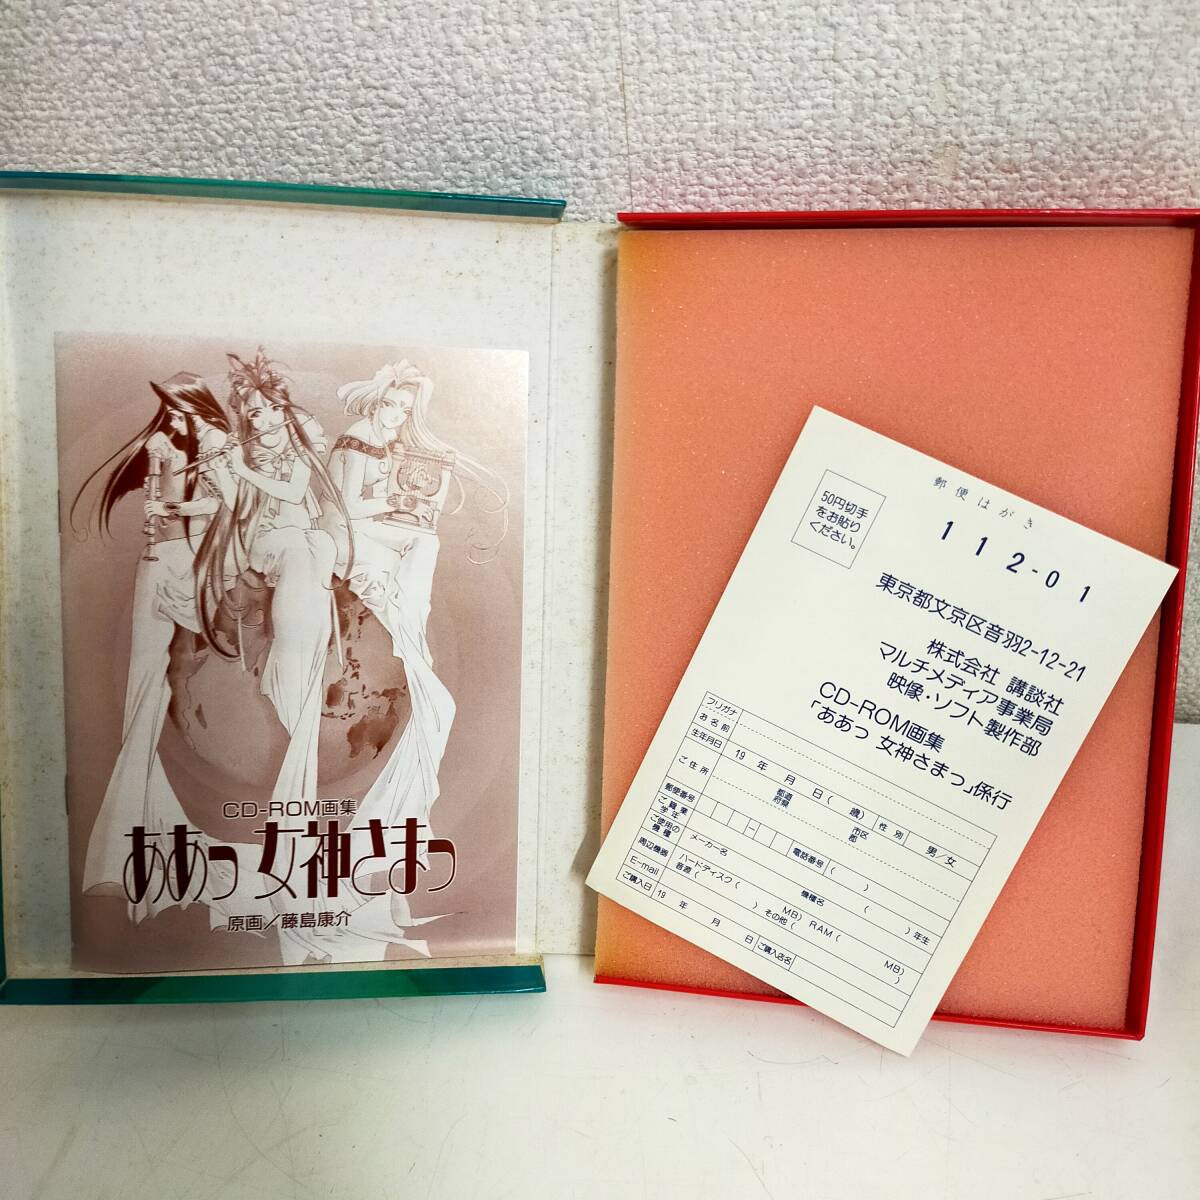 CD-ROM画集
ああっ女神さまっ
原画／藤島康介
郵便はがき
50円切手
をお貼り
ください。
112-01
東京都文京区音羽2-12-21
株式会社 講談社
マルチメディア事業局
映像・ソフト製作部
CD-ROM画集
「ああっ 女神さまっ」係行
フリガナ
お名前
生年月日 19 年 月 日( 歳) 性別 男/女
ご住所 都道府県 市区郡
郵便番号 - 電話番号 ( )
ご職業
学年 ( )年生
ご使用の
機種 メーカー名 機種名
周辺機器 ハードディスク( MB) RAM( MB)
音源( ) その他( )
E-mail
ご購入日 19 年 月 日 ご購入店名